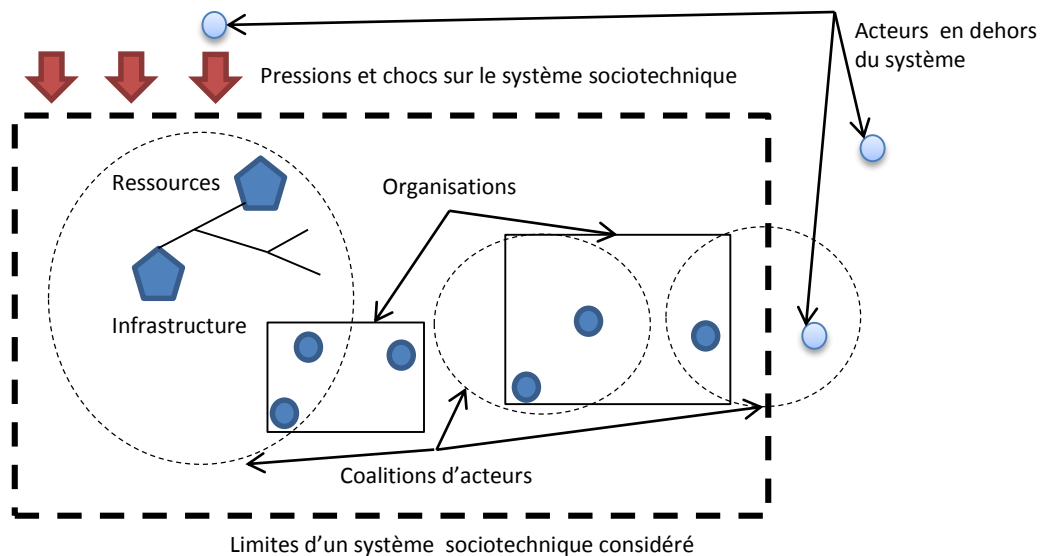 Acteurs en dehors
du système
Pressions et chocs sur le système sociotechnique
Ressources
Organisations
Infrastructure
Coalitions d’acteurs
Limites d’un système sociotechnique considéré